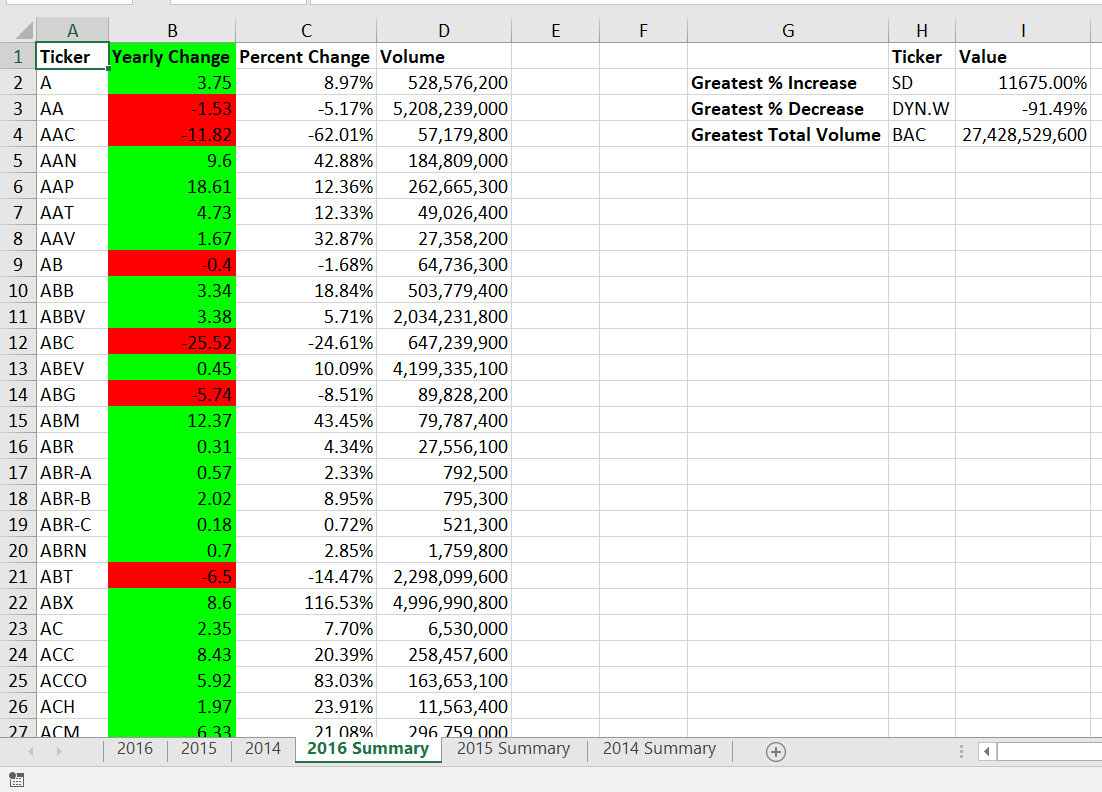 A B C D E F G H I
1 Ticker Yearly Change Percent Change Volume Ticker Value
2 A 3.75 8.97% 528,576,200 Greatest % Increase SD 11675.00%
3 AA -1.53 -5.17% 5,208,239,000 Greatest % Decrease DYN.W -91.49%
4 AAC -11.82 -62.01% 57,179,800 Greatest Total Volume BAC 27,428,529,600
5 AAN 9.6 42.88% 184,809,000
6 AAP 18.61 12.36% 262,665,300
7 AAT 4.73 12.33% 49,026,400
8 AAV 1.67 32.87% 27,358,200
9 AB -0.4 -1.68% 64,736,300
10 ABB 3.34 18.84% 503,779,400
11 ABBV 3.38 5.71% 2,034,231,800
12 ABC -25.52 -24.61% 647,239,900
13 ABEV 0.45 10.09% 4,199,335,100
14 ABG -5.74 -8.51% 89,828,200
15 ABM 12.37 43.45% 79,787,400
16 ABR 0.31 4.34% 27,556,100
17 ABR-A 0.57 2.33% 792,500
18 ABR-B 2.02 8.95% 795,300
19 ABR-C 0.18 0.72% 521,300
20 ABRN 0.7 2.85% 1,759,800
21 ABT -6.5 -14.47% 2,298,099,600
22 ABX 8.6 116.53% 4,996,990,800
23 AC 2.35 7.70% 6,530,000
24 ACC 8.43 20.39% 258,457,600
25 ACCO 5.92 83.03% 163,653,100
26 ACH 1.97 23.91% 11,563,400
27 ACM 6.33 21.08% 296,759,000
2016 2015 2014 2016 Summary 2015 Summary 2014 Summary